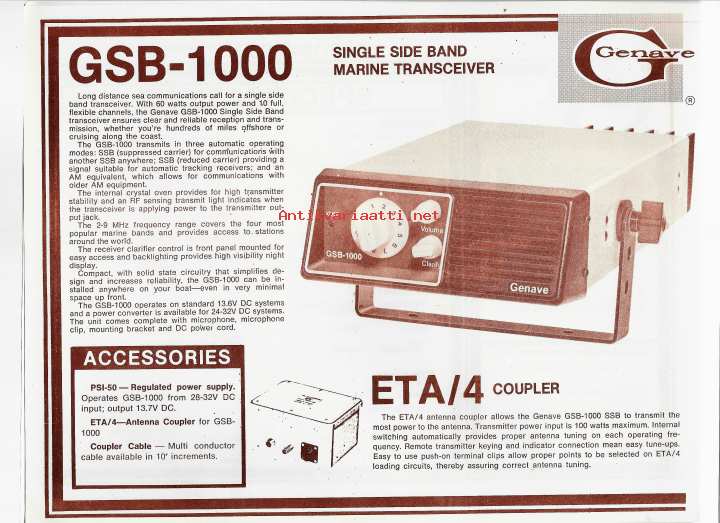 GSB-1000
SINGLE SIDE BAND
MARINE TRANSCEIVER
Genave
®
Long distance sea communications call for a single side
band transceiver. With 60 watts output power and 10 full,
flexible channels, the Genave GSB-1000 Single Side Band
transceiver ensures clear and reliable reception and trans-
mission, whether you're hundreds of miles offshore or
cruising along the coast.
The GSB-1000 transmits in three automatic operating
modes: SSB (suppressed carrier) for communications with
another SSB anywhere; SSB (reduced carrier) providing a
signal suitable for automatic tracking receivers; and an
AM equivalent, which allows for communications with
older AM equipment.
The internal crystal oven provides for high transmitter
stability and an RF sensing transmit light indicates when
the transceiver is applying power to the transmitter out-
put jack.
The 2-9 MHz frequency range covers the four most
popular marine bands and provides access to stations
around the world.
The receiver clarifier control is front panel mounted for
easy access and backlighting provides high visibility night
display.
Compact, with solid state circuitry that simplifies de-
sign and increases reliability, the GSB-1000 can be in-
stalled anywhere on your boat—even in very minimal
space up front.
The GSB-1000 operates on standard 13.6V DC systems
and a power converter is available for 24-32V DC systems.
The unit comes complete with microphone, microphone
clip, mounting bracket and DC power cord.
Antikvariaatti.net
Volume
GSB-1000
Clarifier
Genave
ACCESSORIES
PSI-50 — Regulated power supply.
Operates GSB-1000 from 28-32V DC
input; output 13.7V DC.
ETA/4—Antenna Coupler for GSB-
1000
Coupler Cable — Multi conductor
cable available in 10' increments.
ETA/4 COUPLER
The ETA/4 antenna coupler allows the Genave GSB-1000 SSB to transmit the
most power to the antenna. Transmitter power input is 100 watts maximum. Internal
switching automatically provides proper antenna tuning on each operating fre-
quency. Remote transmitter keying and indicator connection mean easy tune-ups.
Easy to use push-on terminal clips allow proper points to be selected on ETA/4
loading circuits, thereby assuring correct antenna tuning.